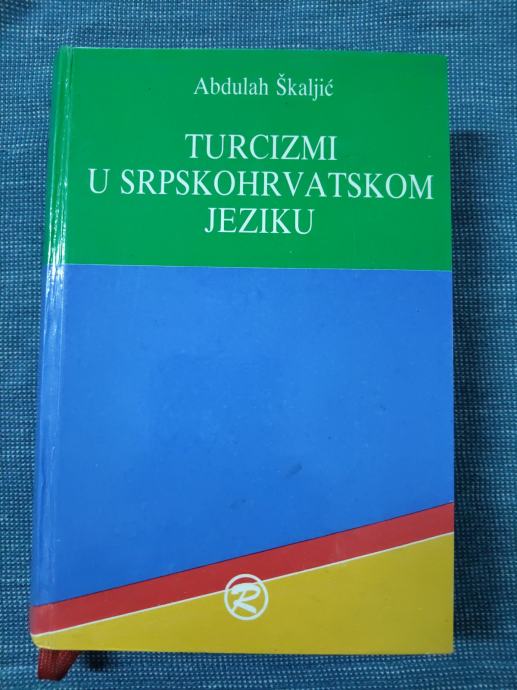 Abdulah Škaljić
TURCIZMI
U SRPSKOHRVATSKOM
JEZIKU
R